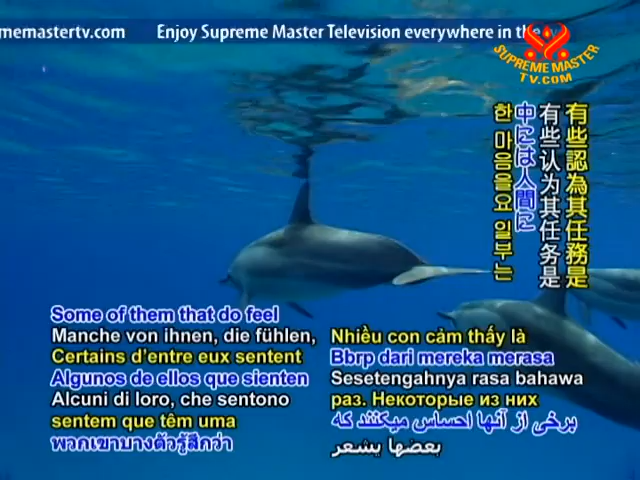 memastertv.com Enjoy Supreme Master Television everywhere in the
SUPREME MASTER
TV.COM
有些認為其任務是
有些认为其任务是
中には人間に
한 마음을요 일부는
Some of them that do feel
Manche von ihnen, die fühlen,
Certains d'entre eux sentent
Algunos de ellos que sienten
Alcuni di loro, che sentono
sentem que têm uma
พวกเขาบางตัวรู้สึกว่า
Nhiều con cảm thấy là
Bbrp dari mereka merasa
Sesetengahnya rasa bahawa
раз. Некоторые из них
برخی از آنها احساس میکنند که
بعضها يشعر